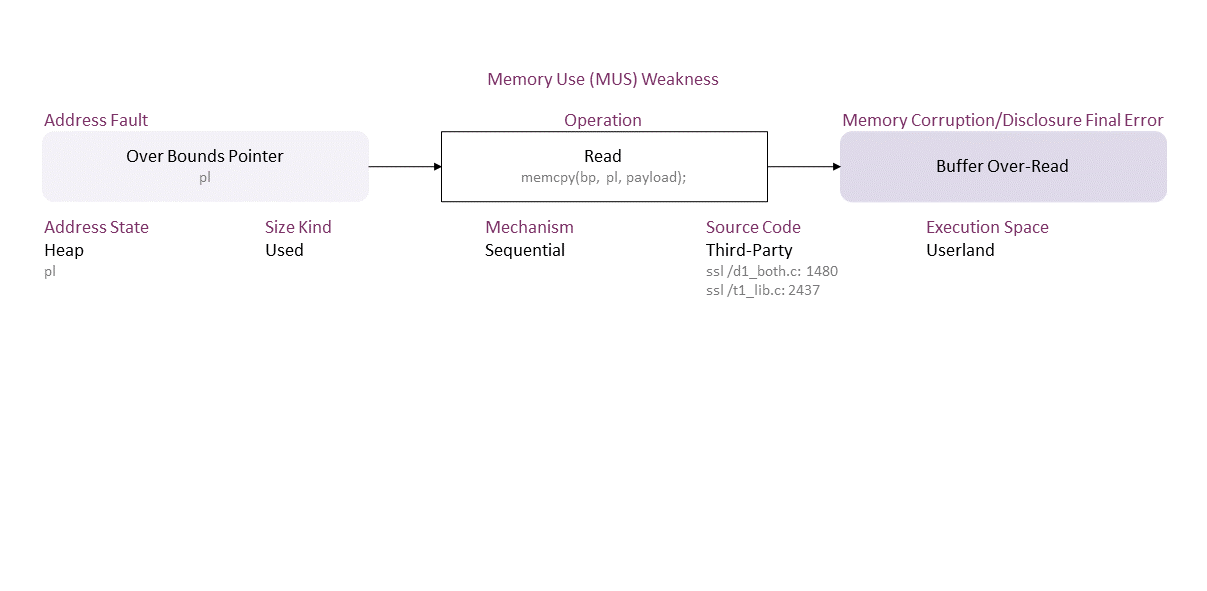 Memory Use (MUS) Weakness
Address Fault
Operation
Memory Corruption/Disclosure Final Error
Over Bounds Pointer
pl
Read
memcpy(bp, pl, payload);
Buffer Over-Read
Address State
Heap
pl
Size Kind
Used
Mechanism
Sequential
Source Code
Third-Party
ssl /d1_both.c: 1480
ssl /t1_lib.c: 2437
Execution Space
Userland